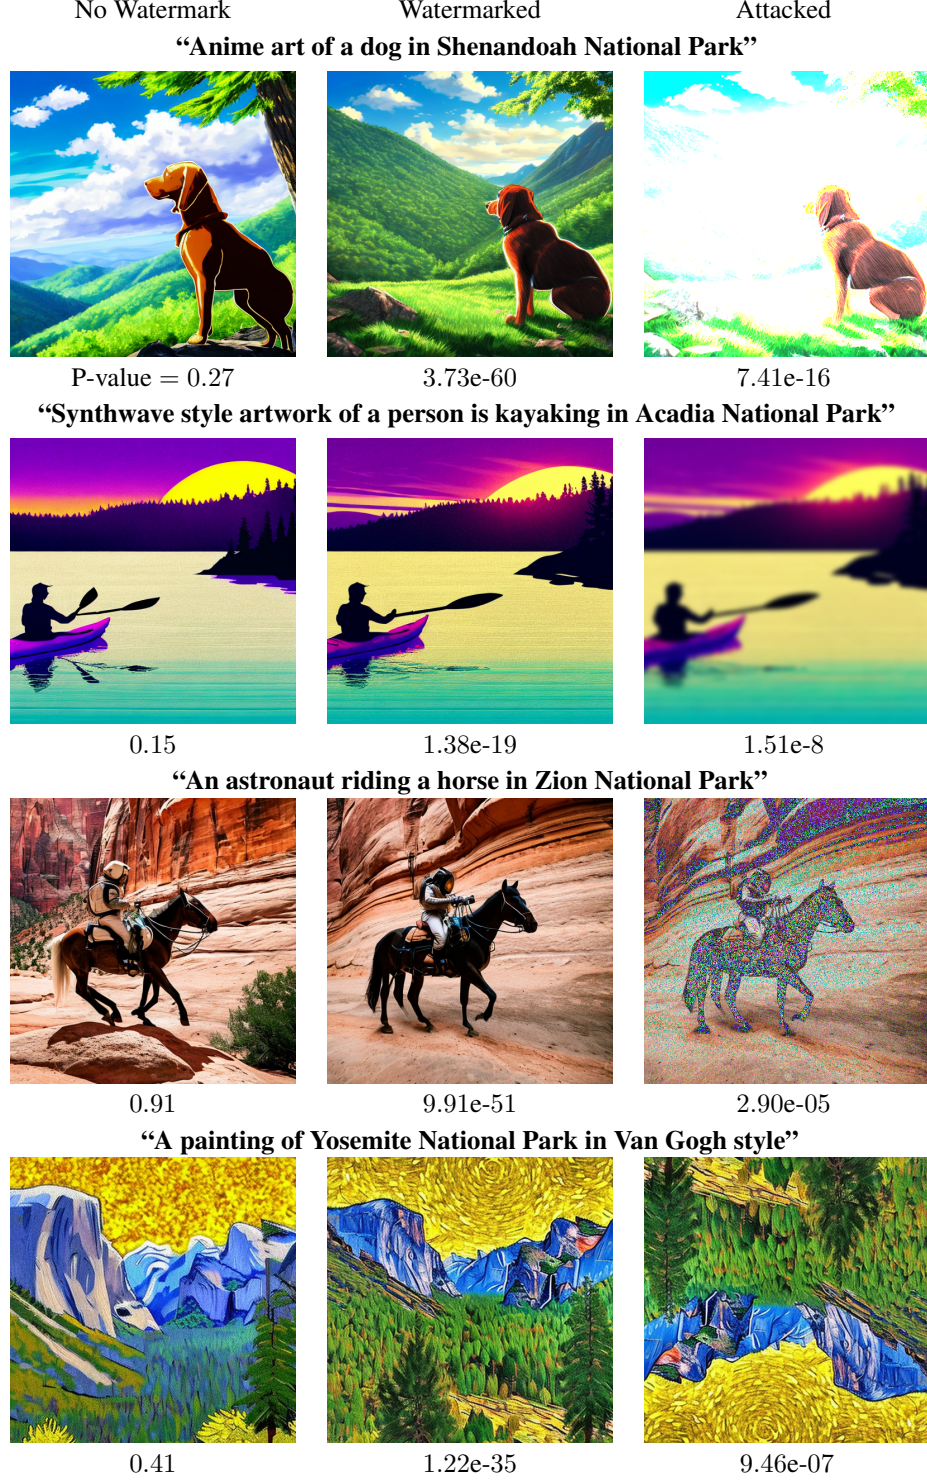 No Watermark Watermarked Attacked
“Anime art of a dog in Shenandoah National Park”
P-value = 0.27 3.73e-60 7.41e-16
“Synthwave style artwork of a person is kayaking in Acadia National Park”
0.15 1.38e-19 1.51e-8
“An astronaut riding a horse in Zion National Park”
0.91 9.91e-51 2.90e-05
“A painting of Yosemite National Park in Van Gogh style”
0.41 1.22e-35 9.46e-07